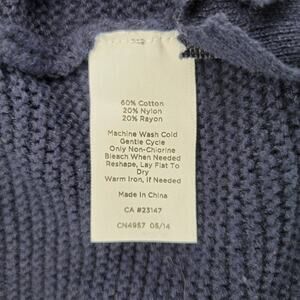 60% Cotton
20% Nylon
20% Rayon
Machine Wash Cold
Gentle Cycle
Only Non-Chlorine
Bleach When Needed
Reshape, Lay Flat To
Dry
Warm Iron, if Needed
Made in China
CA #23147
CN4957 05/14